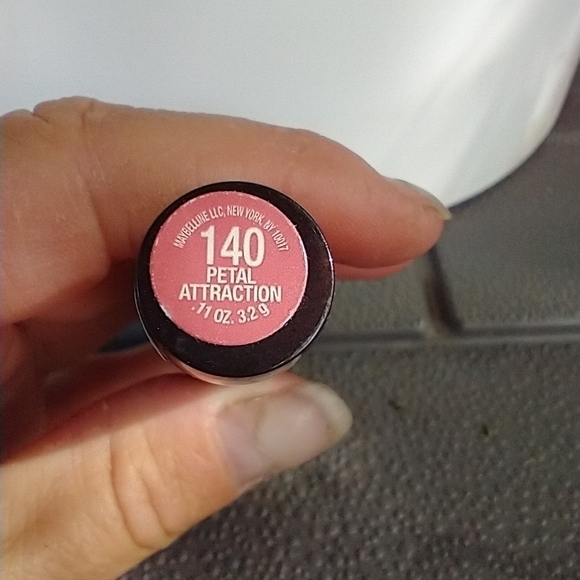 MAYBELLINE LLC, NEW YORK, NY 10017
140
PETAL
ATTRACTION
.11 OZ. 3.2 g